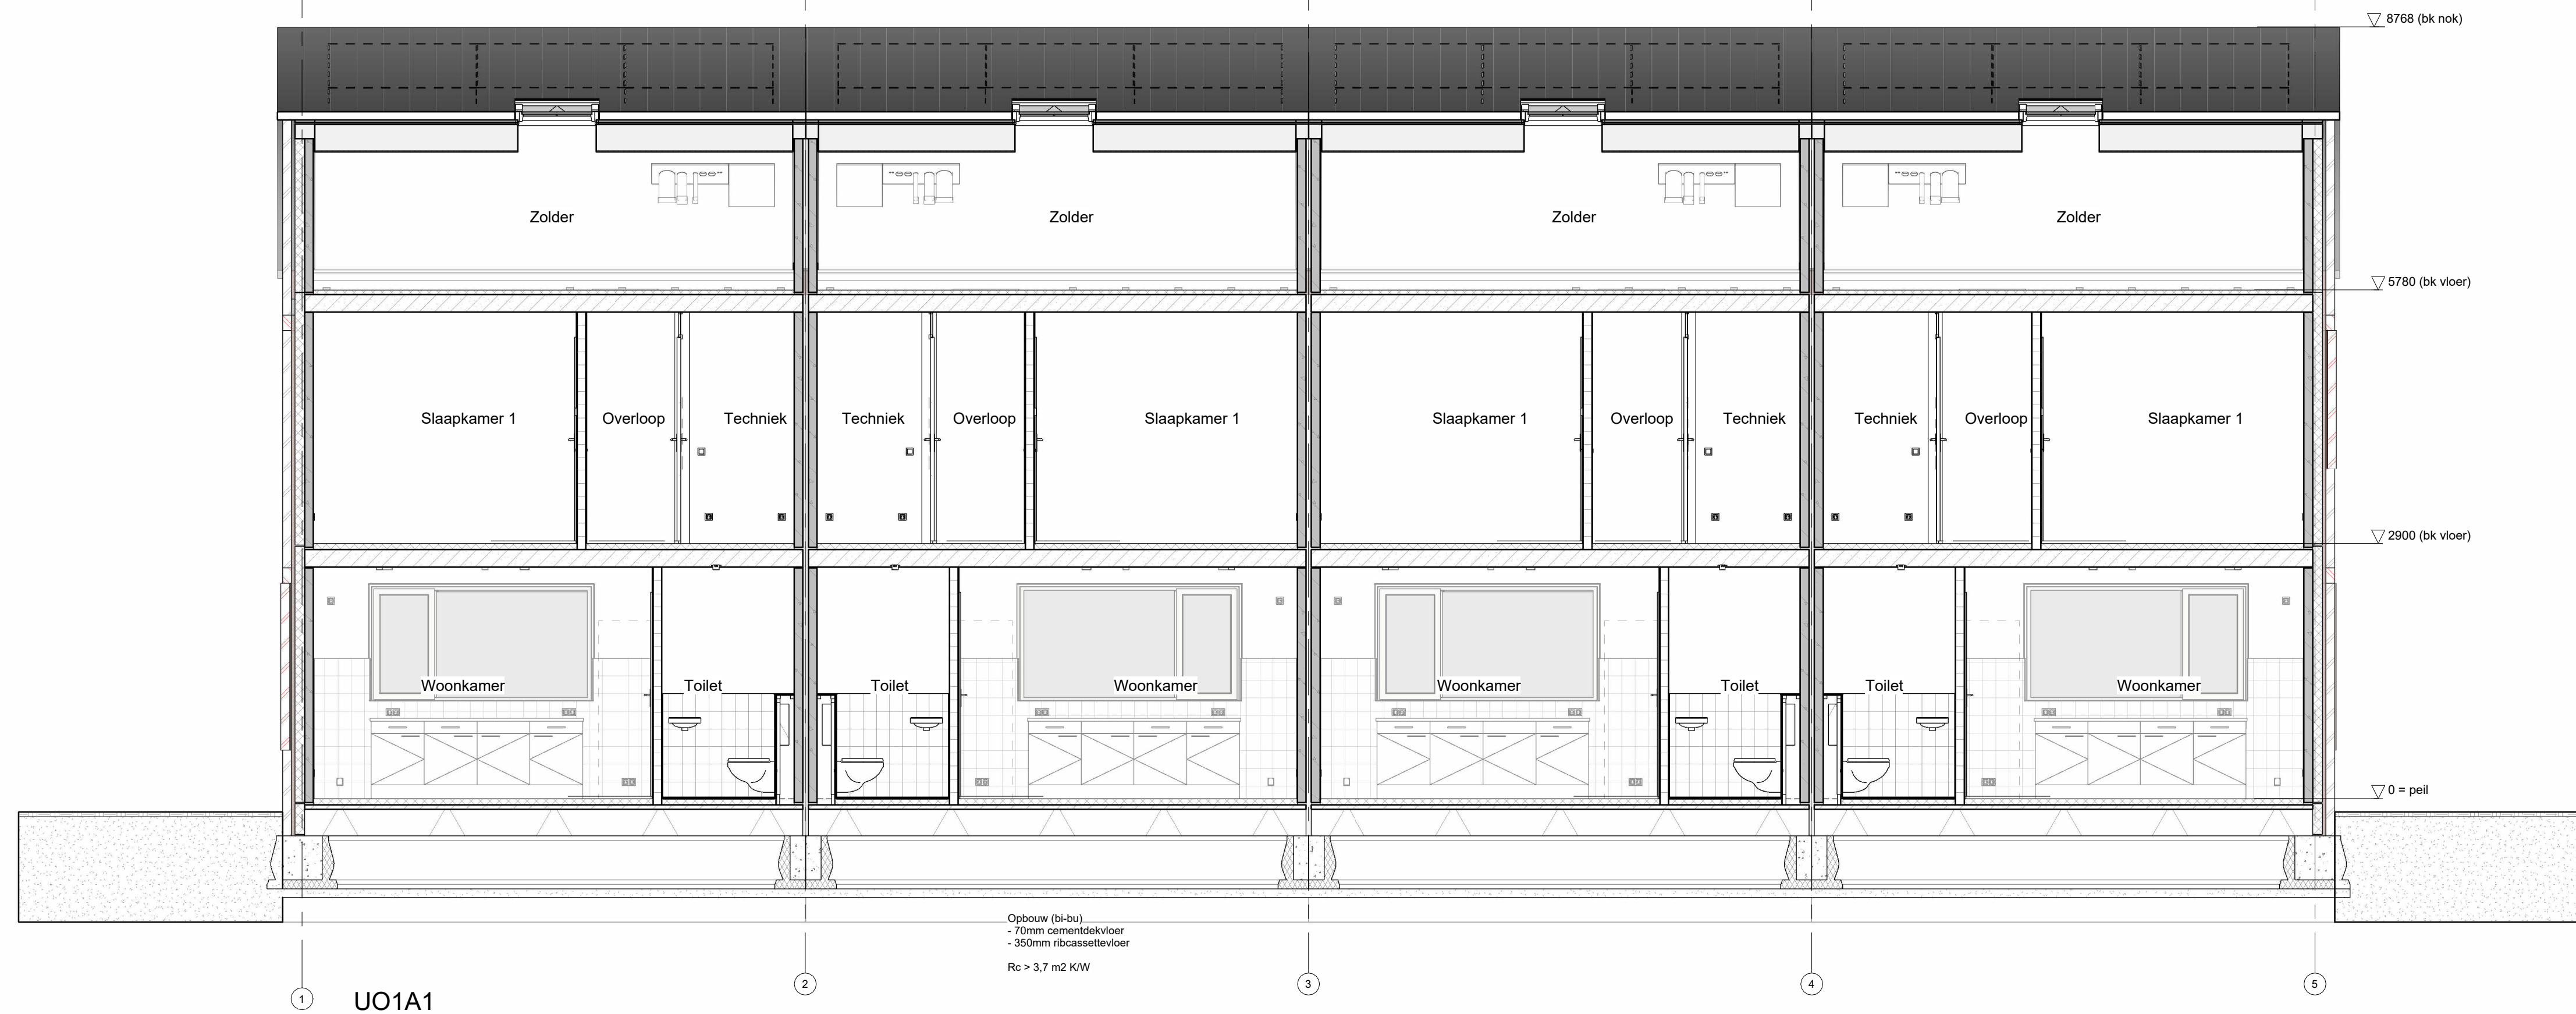 8768 (bk nok)
Zolder
Zolder
Zolder
Zolder
5780 (bk vloer)
Slaapkamer 1
Overloop
Techniek
Techniek
Overloop
Slaapkamer 1
Slaapkamer 1
Overloop
Techniek
Techniek
Overloop
Slaapkamer 1
2900 (bk vloer)
Woonkamer
Toilet
Toilet
Woonkamer
Woonkamer
Toilet
Toilet
Woonkamer
0 = peil
Opbouw (bi-bu)
- 70mm cementdekvloer
- 350mm ribcassettevloer
Rc > 3,7 m2 K/W
1
2
3
4
5
UO1A1